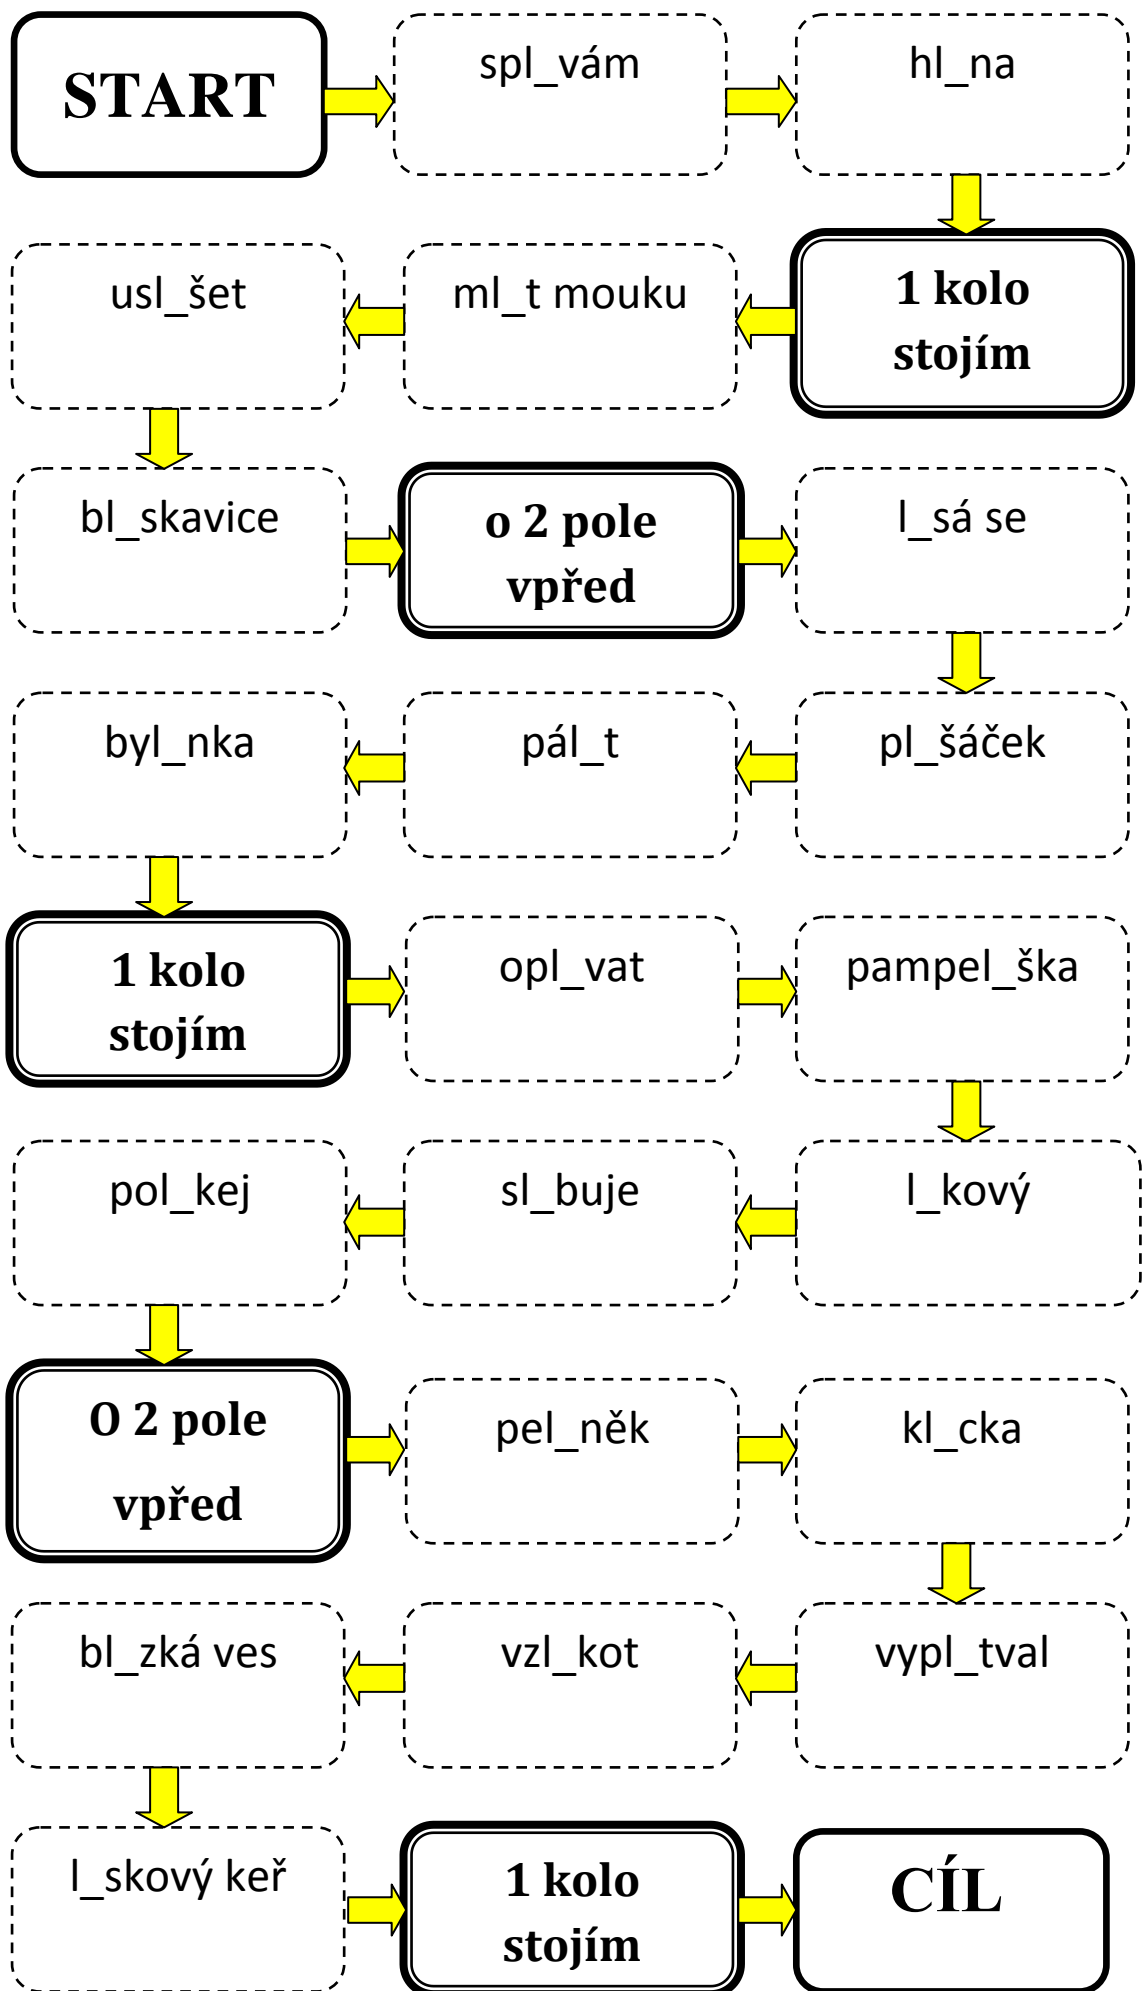 START
spl_vám
hl_na
usl_šet
ml_t mouku
1 kolo
stojím
bl_skavice
o 2 pole
vpřed
l_sá se
byl_nka
pál_t
pl_šáček
1 kolo
stojím
opl_vat
pampel_ška
pol_kej
sl_buje
l_kový
O 2 pole
vpřed
pel_něk
kl_cka
bl_zká ves
vzl_kot
vypl_tval
l_skový keř
1 kolo
stojím
CÍL